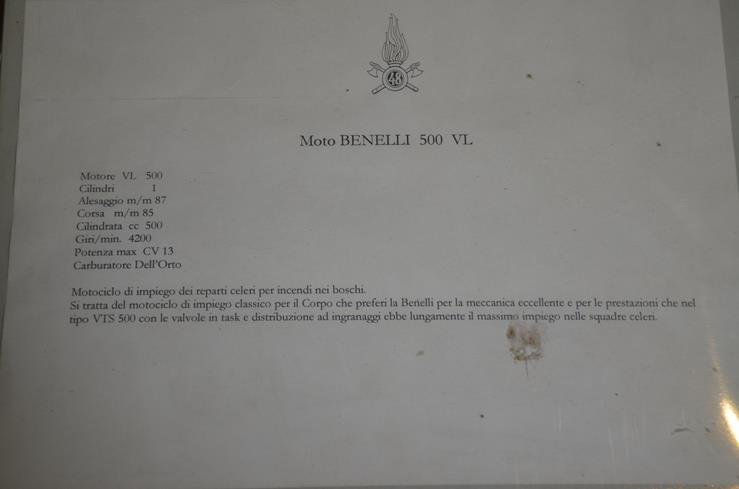 48
Moto BENELLI 500 VL
Motore VL 500
Cilindri 1
Alesaggio m/m 87
Corsa m/m 85
Cilindrata cc 500
Giri/min. 4200
Potenza max CV 13
Carburatore Dell'Orto
Motociclo di impiego dei reparti celeri per incendi nei boschi.
Si tratta del motociclo di impiego classico per il Corpo che preferì la Benelli per la meccanica eccellente e per le prestazioni che nel
tipo VTS 500 con le valvole in task e distribuzione ad ingranaggi ebbe lungamente il massimo impiego nelle squadre celeri.